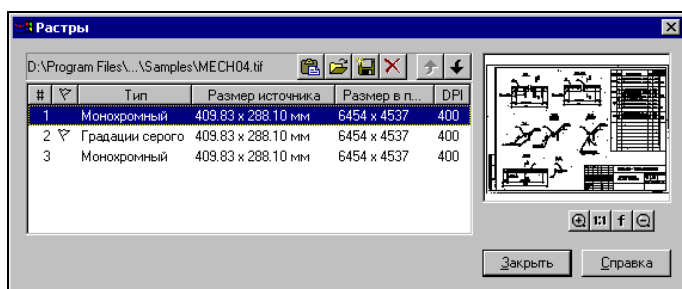 Растры
D:\Program Files\...\Samples\MECH04.tif
# Тип Размер источника Размер в п... DPI
1 Монохромный 409.83 x 288.10 мм 6454 x 4537 400
2 Градации серого 409.83 x 288.10 мм 6454 x 4537 400
3 Монохромный 409.83 x 288.10 мм 6454 x 4537 400
1:1 f
Закрыть Справка